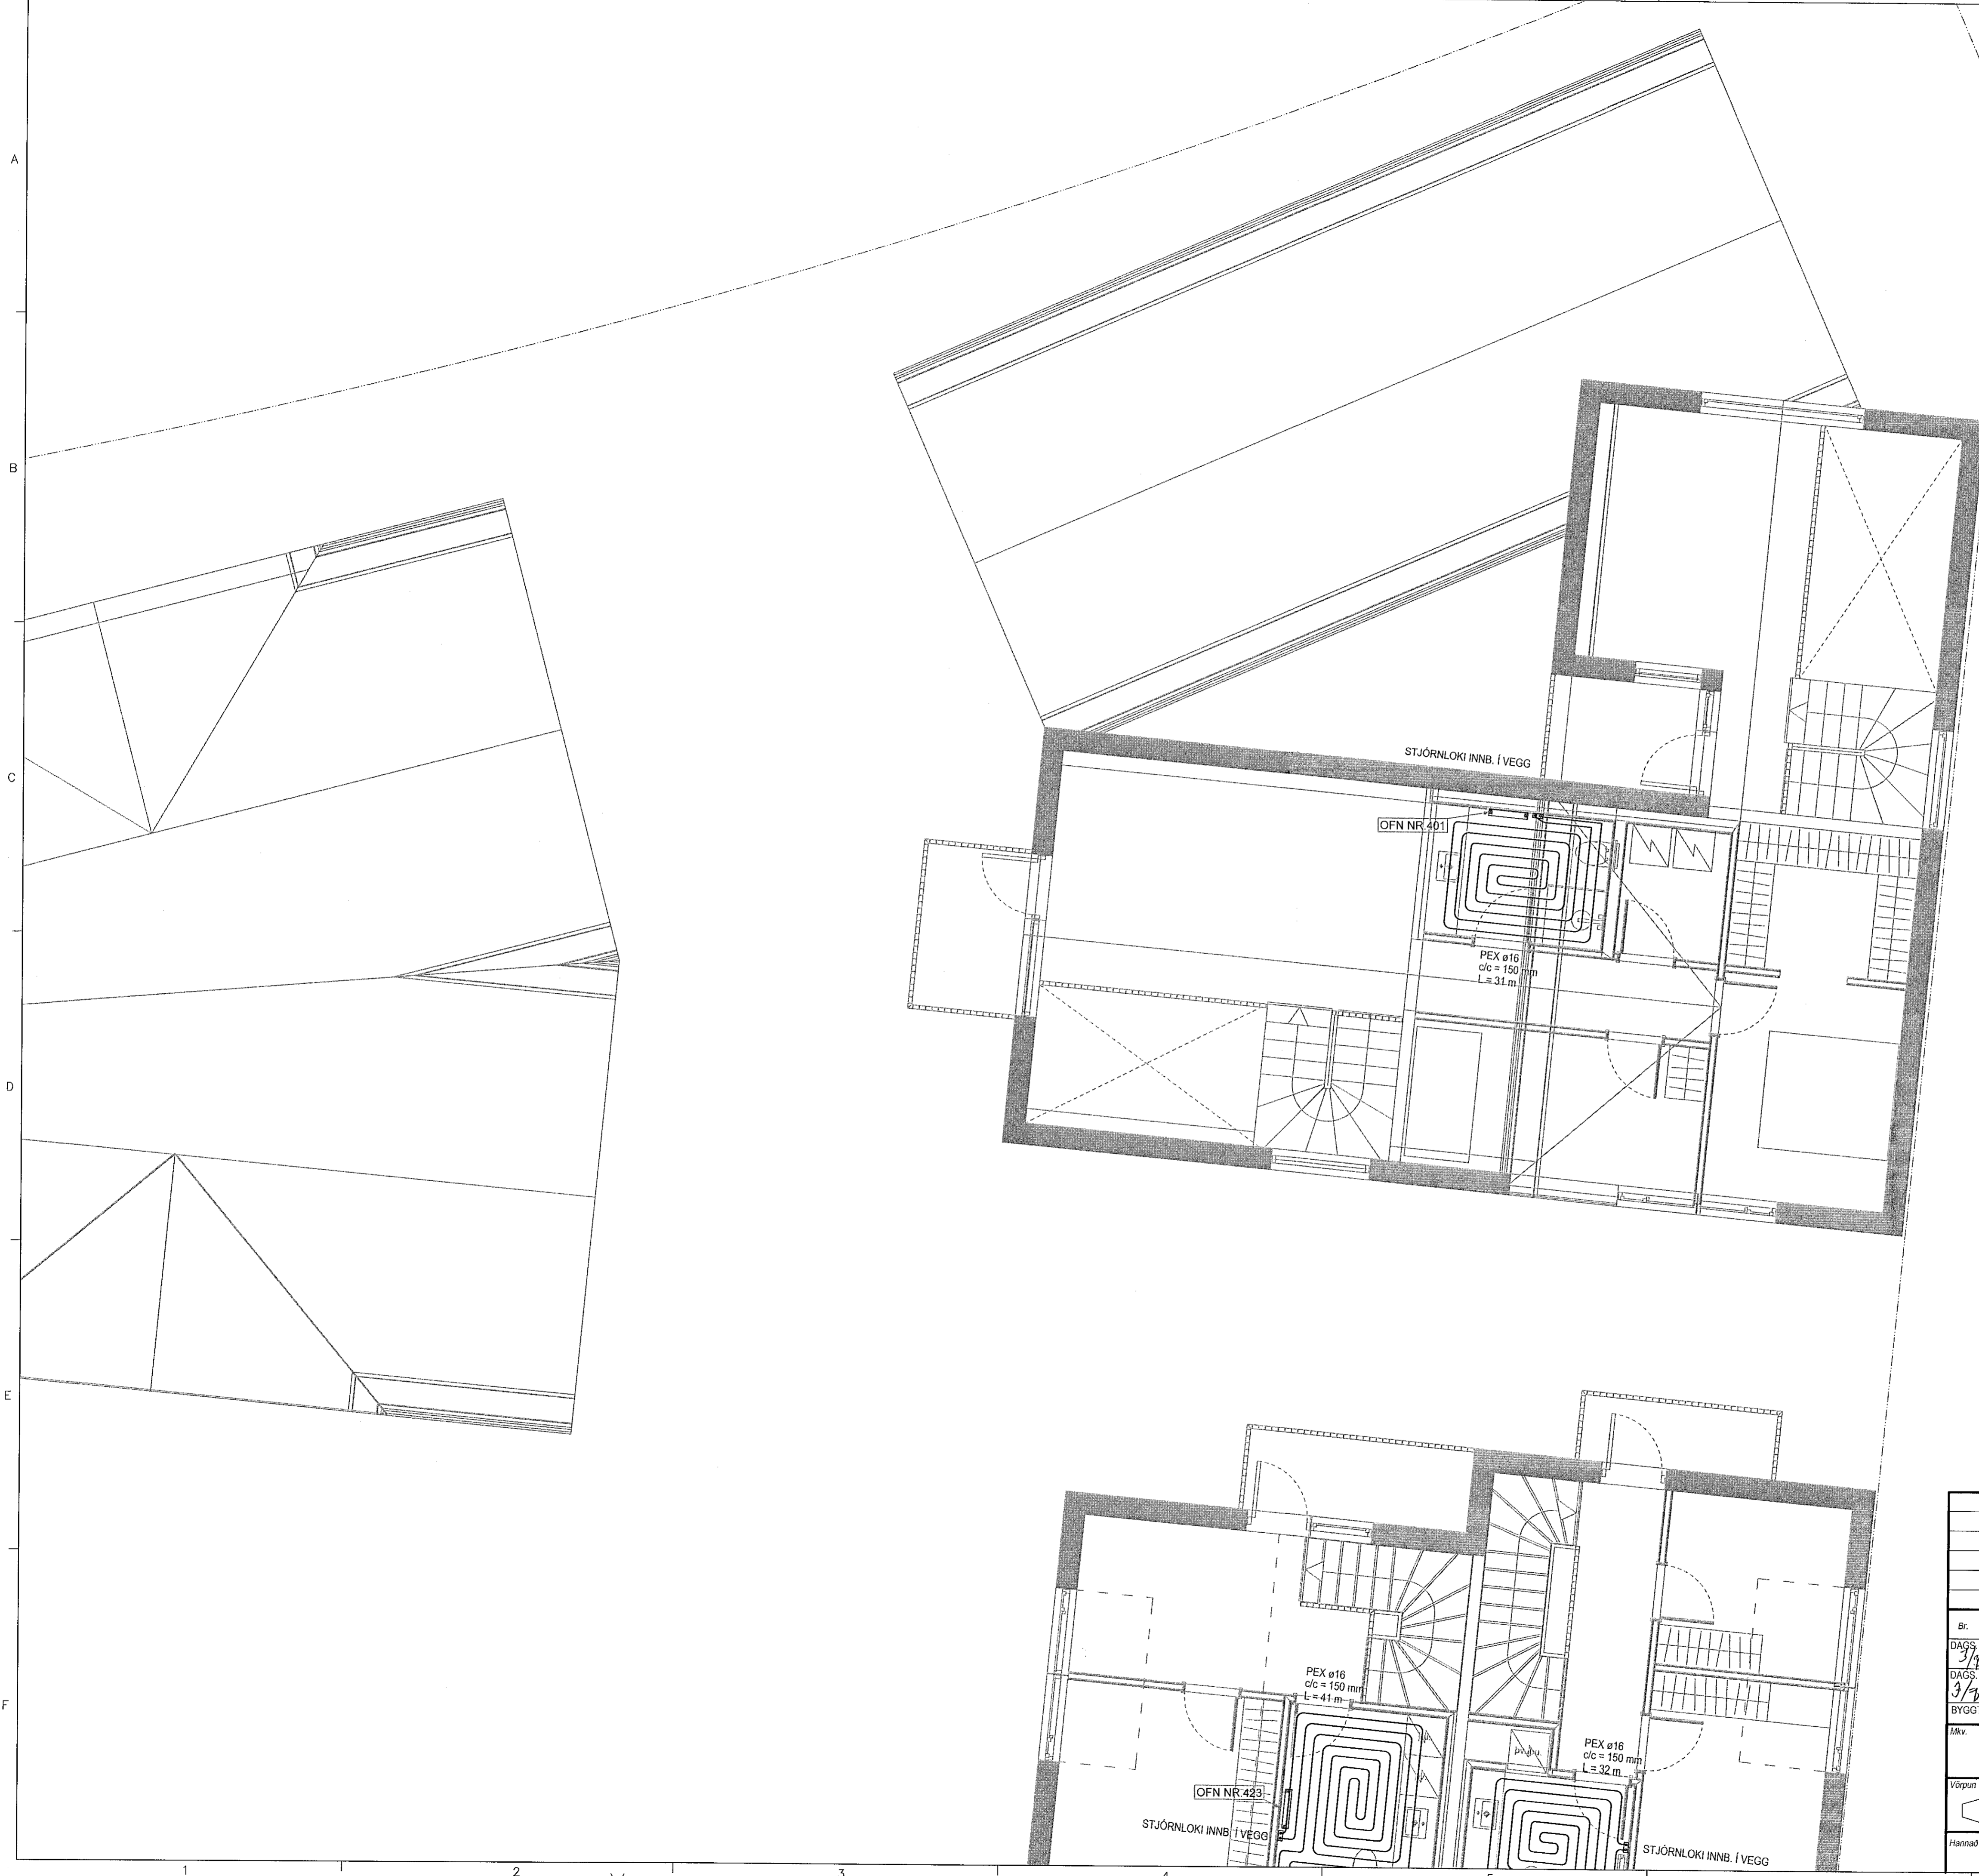 A
B
C
D
E
F
STJÓRNLOKI INNB. Í VEGG
OFN NR.401
PEX ø16
c/c = 150 mm
L = 31 m
PEX ø16
c/c = 150 mm
L = 41 m
OFN NR.423
STJÓRNLOKI INNB. Í VEGG
PEX ø16
c/c = 150 mm
L = 32 m
STJÓRNLOKI INNB. Í VEGG
Br.
DAGS.
DAGS.
BYGGT
Mkv.
Vörpun
Hannað
1
2
3
4
5